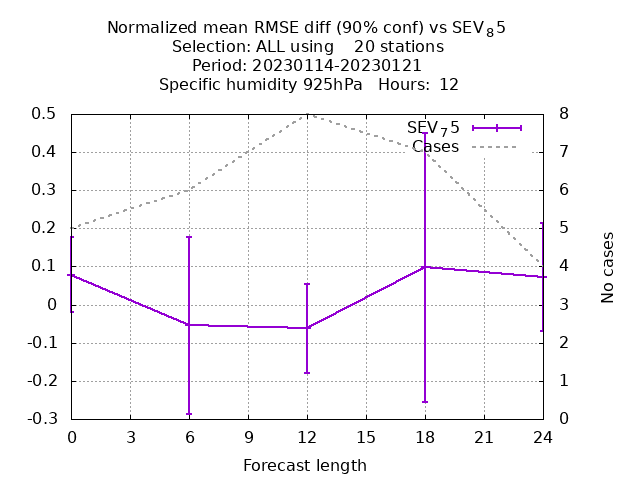 Normalized mean RMSE diff (90% conf) vs SEV₈5
Selection: ALL using    20 stations
Period: 20230114-20230121
Specific humidity 925hPa   Hours:  12
SEV₇5
Cases
0.5
0.4
0.3
0.2
0.1
0
-0.1
-0.2
-0.3
8
7
6
5
4
3
2
1
0
No cases
0 3 6 9 12 15 18 21 24
Forecast length